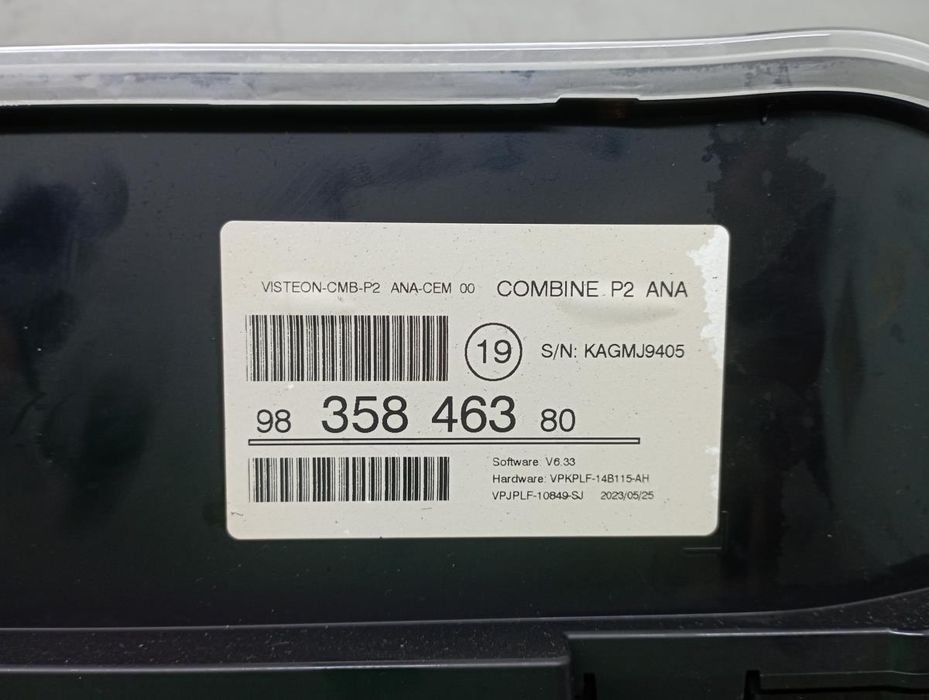 VISTEON-CMB-P2 ANA-CEM 00 COMBINE P2 ANA
19 S/N: KAGMJ9405
98 358 463 80
Software: V6.33
Hardware: VPKPLF-14B115-AH
VPJPLF-10849-SJ 2023/05/25